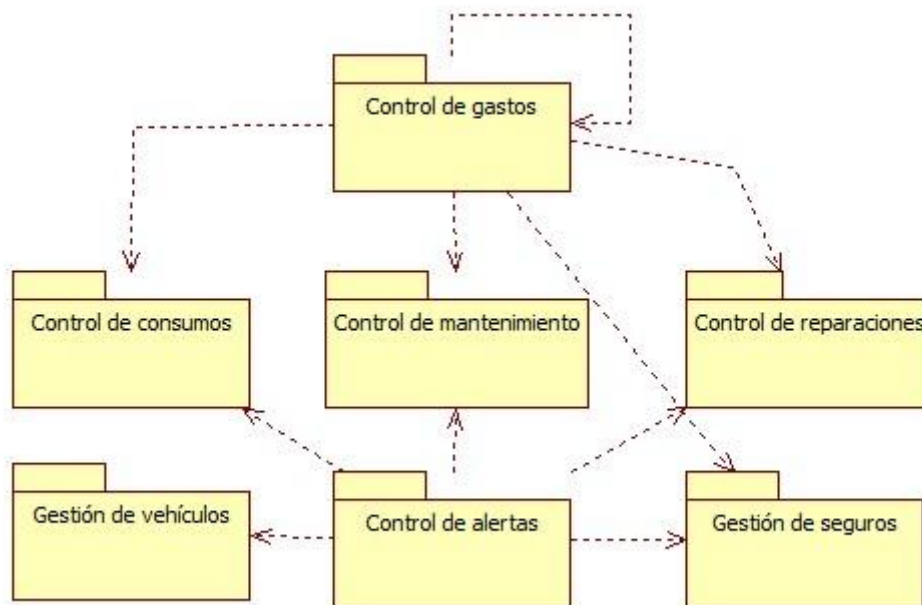 Control de gastos
Control de consumos
Control de mantenimiento
Control de reparaciones
Gestión de vehículos
Control de alertas
Gestión de seguros